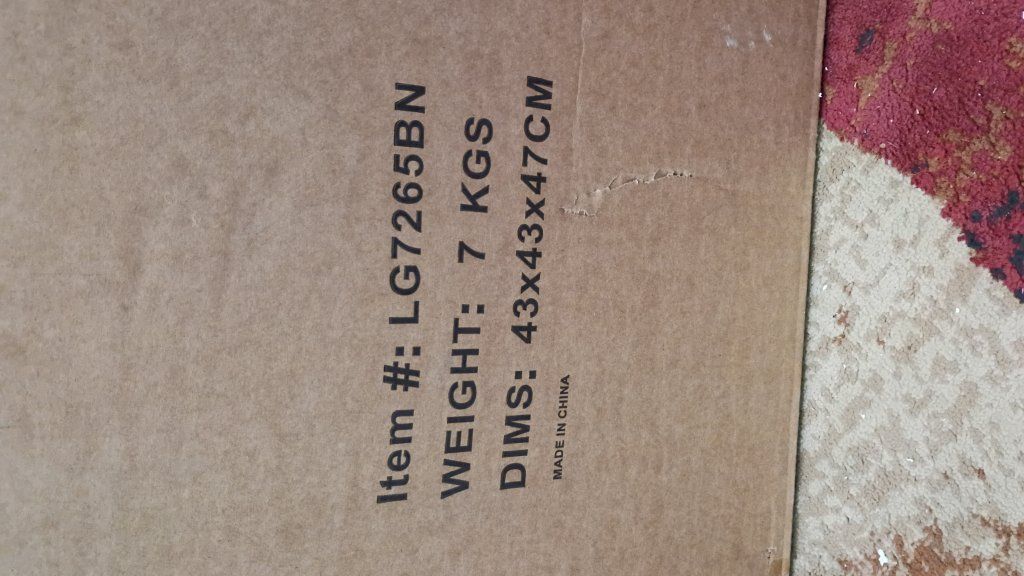 Item #: LG7265BN
WEIGHT: 7 KGS
DIMS: 43x43x47CM
MADE IN CHINA